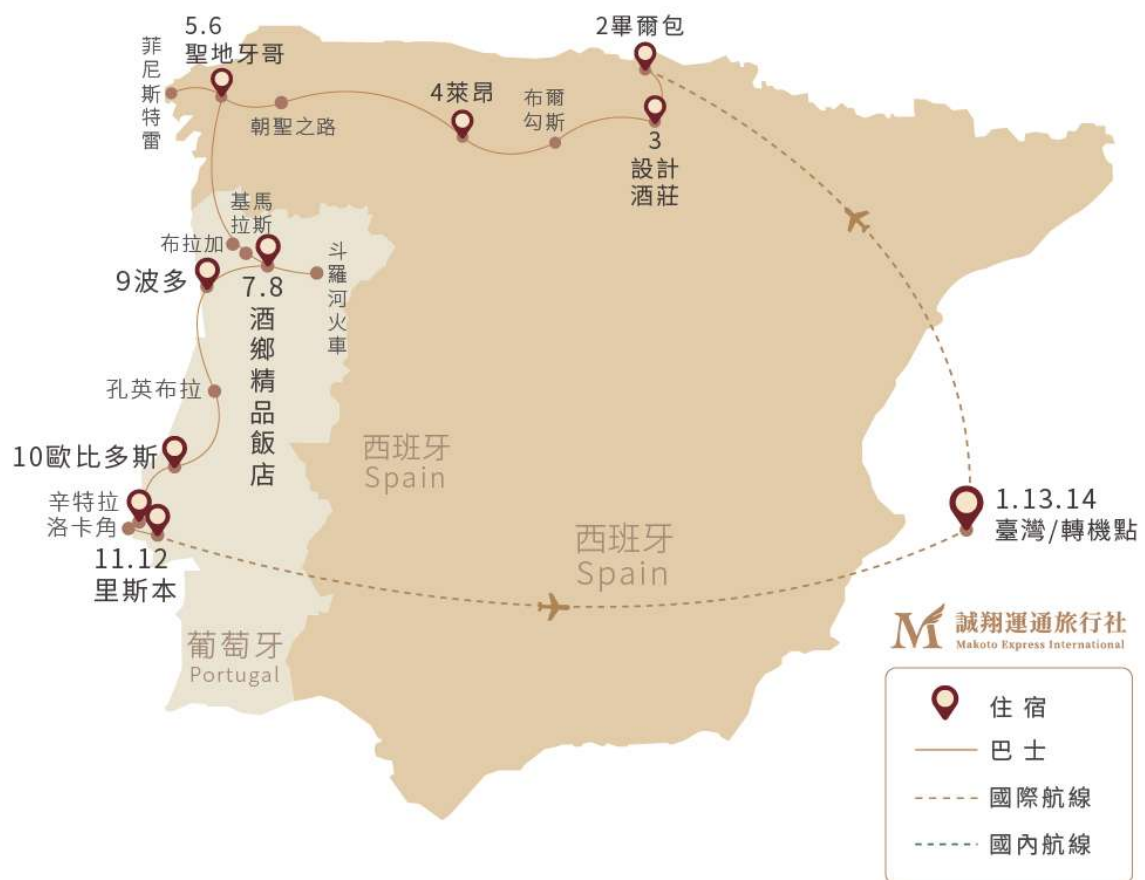 5.6
聖地牙哥
菲尼斯特雷
朝聖之路
4萊昂
布爾
勾斯
2畢爾包
3
設計
酒莊
基馬
拉斯
布拉加
斗羅河火車
9波多
7.8
酒鄉精品飯店
孔英布拉
10歐比多斯
辛特拉
洛卡角
11.12
里斯本
西班牙
Spain
西班牙
Spain
葡萄牙
Portugal
1.13.14
臺灣/轉機點
誠翔運通旅行社
Makoto Express International
住宿
巴士
國際航線
國內航線